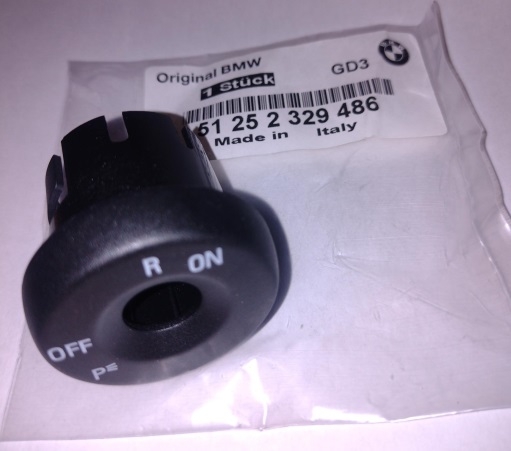 Original BMW
GD3
1 Stück
51 25 2 329 486
Made in Italy
R ON
OFF
P